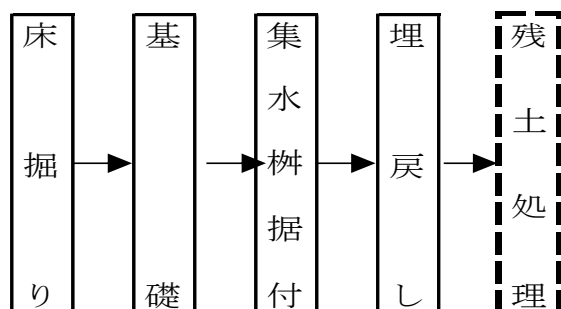 床掘り
基礎
集水桝据付
埋戻し
残土処理